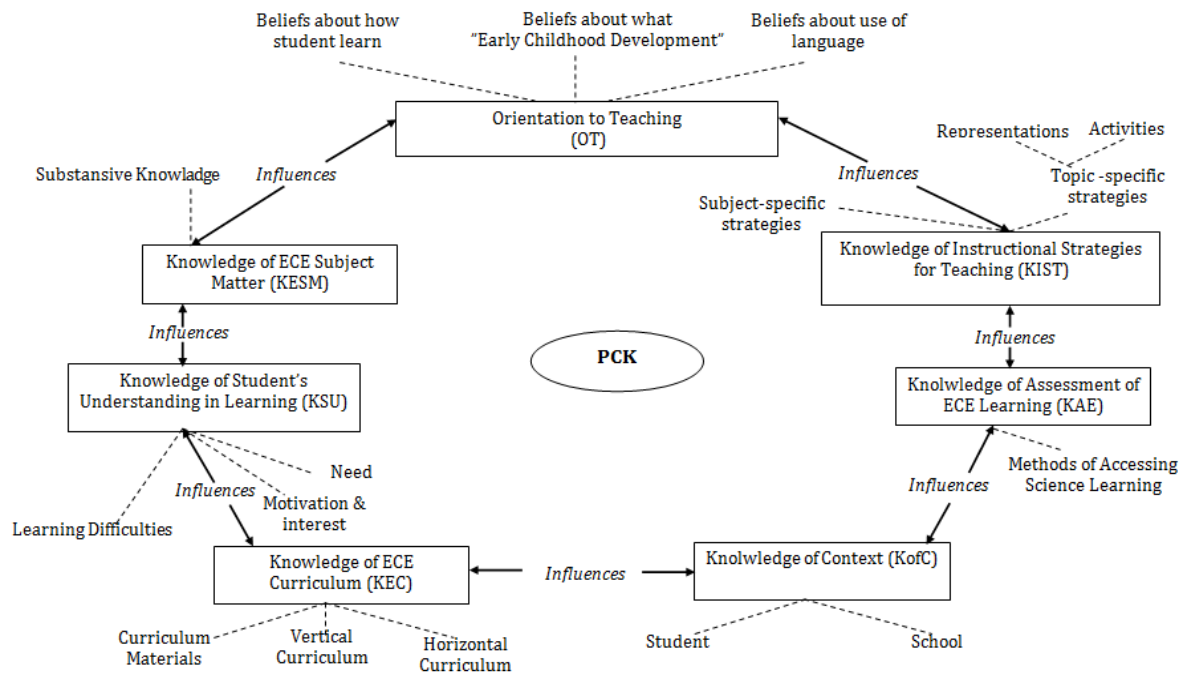 Beliefs about how
student learn
Beliefs about what
"Early Childhood Development"
Beliefs about use of
language
Orientation to Teaching
(OT)
Representations
Activities
Influences
Influences
Substansive Knowladge
Topic -specific
strategies
Subject-specific
strategies
Knowledge of ECE Subject
Matter (KESM)
Knowledge of Instructional Strategies
for Teaching (KIST)
Influences
Influences
PCK
Knowledge of Student's
Understanding in Learning (KSU)
Knolwledge of Assessment of
ECE Learning (KAE)
Need
Methods of Accessing
Science Learning
Influences
Influences
Motivation &
interest
Learning Difficulties
Knowledge of ECE
Curriculum (KEC)
Influences
Knolwledge of Context (KofC)
Curriculum
Materials
Vertical
Curriculum
Horizontal
Curriculum
Student
School